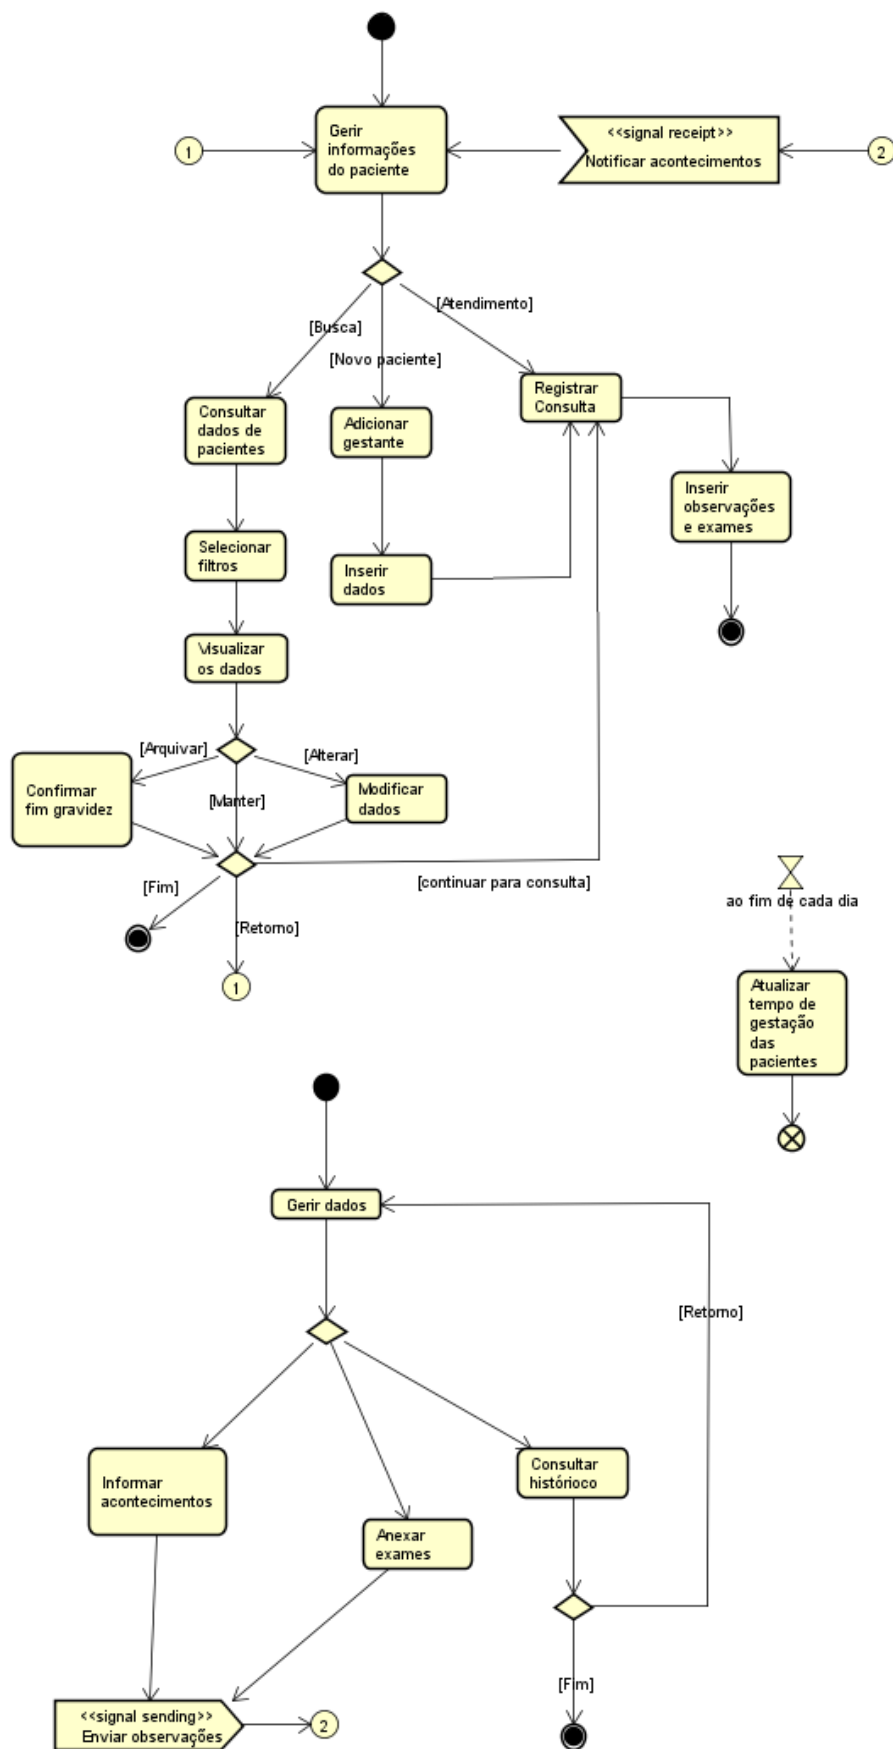 Gerir
informações
do paciente
1
<<signal receipt>>
Notificar acontecimentos
2
[Atendimento]
[Busca]
[Novo paciente]
Registrar
Consulta
Consultar
dados de
pacientes
Adicionar
gestante
Inserir
observações
e exames
Selecionar
filtros
Inserir
dados
Visualizar
os dados
[Arquivar]
[Alterar]
Confirmar
fim gravidez
[Manter]
Modificar
dados
[Fim]
[continuar para consulta]
[Retorno]
1
ao fim de cada dia
Atualizar
tempo de
gestação
das
pacientes
Gerir dados
[Retorno]
Informar
acontecimentos
Anexar
exames
Consultar
histórioco
[Fim]
<<signal sending>>
Enviar observações
2